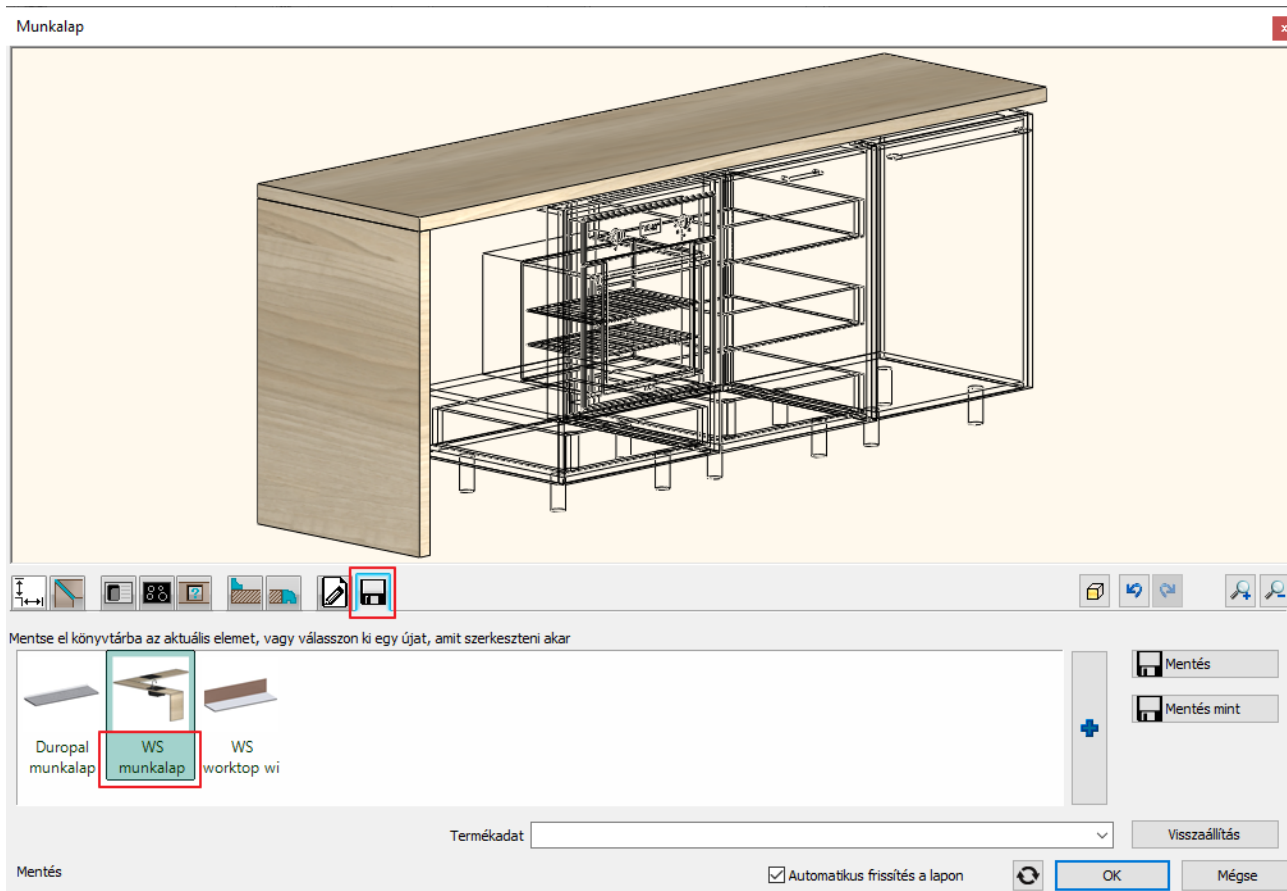 Munkalap
x
Mentse el könyvtárba az aktuális elemet, vagy válasszon ki egy újat, amit szerkeszteni akar
Duropal
munkalap
WS
munkalap
WS
worktop wi
Mentés
Mentés mint
Termékadat
Visszaállítás
Mentés
Automatikus frissítés a lapon
OK
Mégse